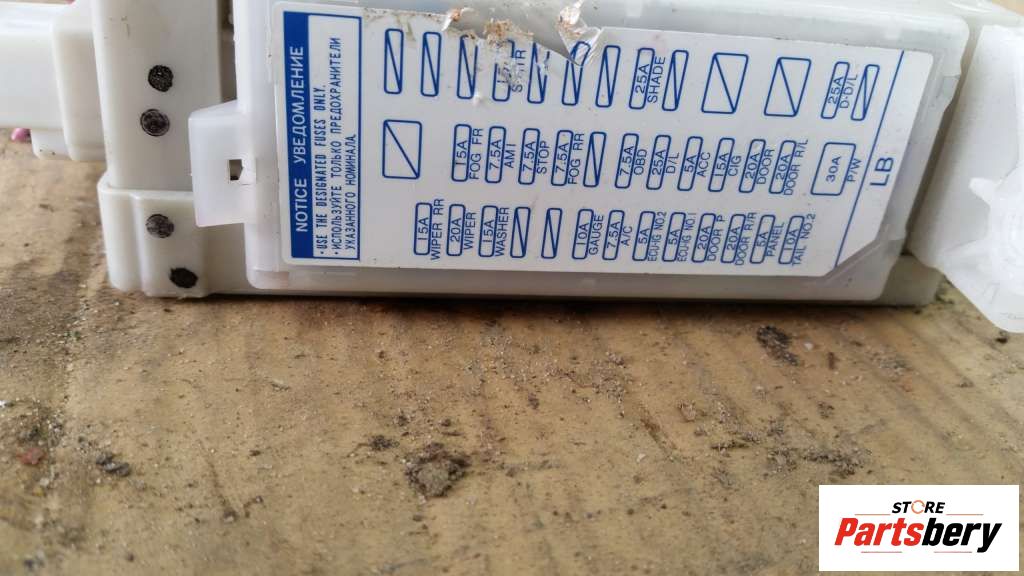 NOTICE УВЕДОМЛЕНИЕ
·USE THE DESIGNATED FUSES ONLY.
·ИСПОЛЬЗУЙТЕ ТОЛЬКО ПРЕДОХРАНИТЕЛИ
УКАЗАННОГО НОМИНАЛА.
25A SHADE
25A D-D/L
15A FOG FR
7.5A AM1
7.5A STOP
7.5A FOG RR
7.5A OBD
25A D/L
5A ACC
15A CIG
20A DOOR
20A DOOR R/L
30A P/W
15A WIPER RR
20A WIPER
15A WASHER
10A GAUGE
7.5A A/C
5A ECU-IG NO.2
5A ECU-IG NO.1
20A DOOR P
20A DOOR R/R
5A PANEL
10A TAIL NO.2
LB
STORE
Partsbery